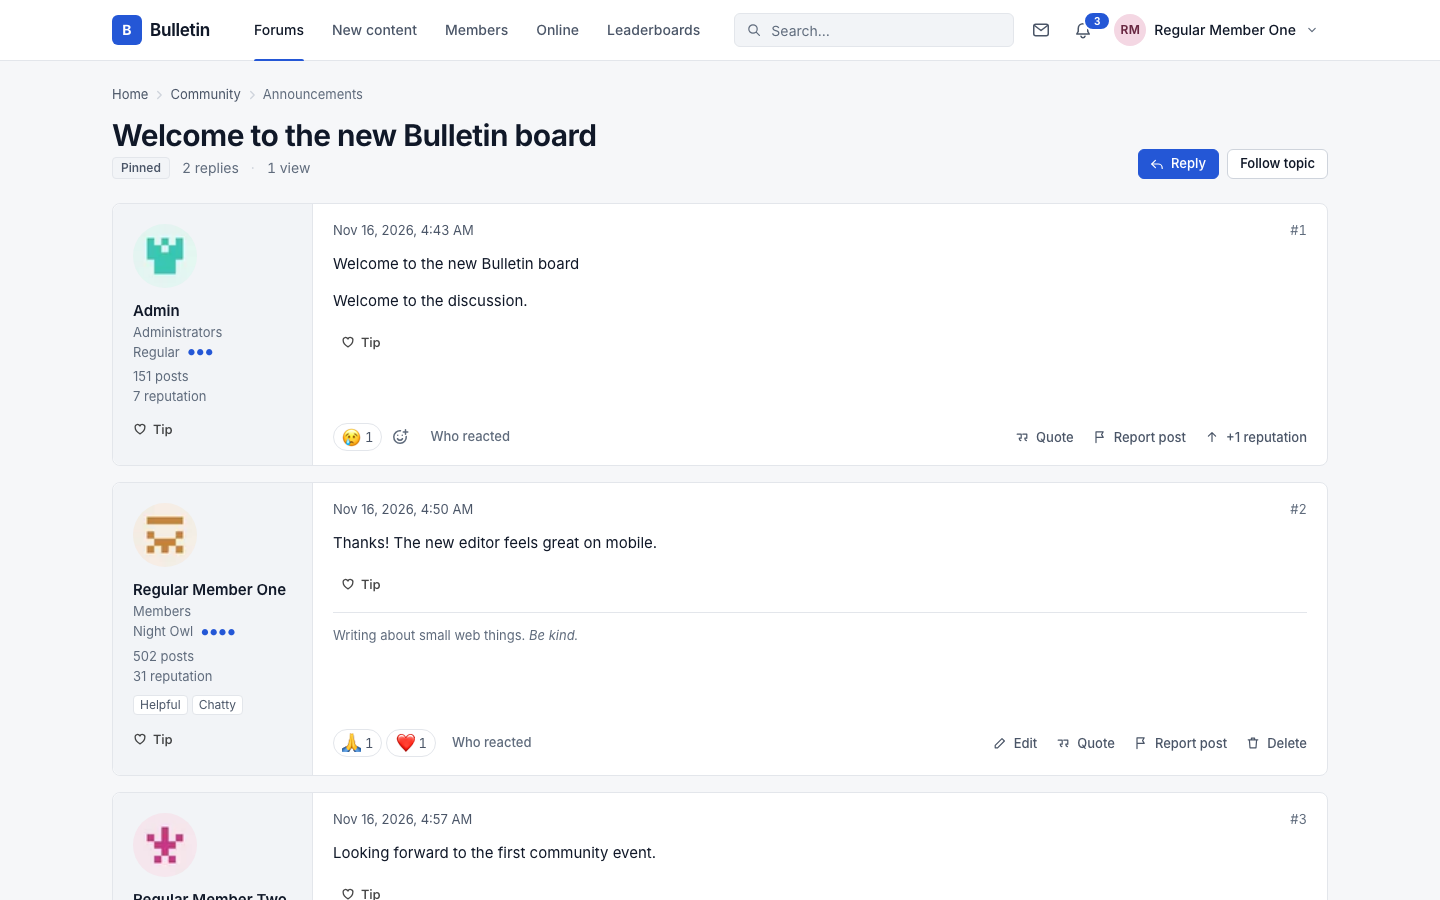 B Bulletin Forums New content Members Online Leaderboards Search... 3 RM Regular Member One
Home Community Announcements
Welcome to the new Bulletin board
Pinned 2 replies · 1 view
Reply Follow topic
Admin
Administrators
Regular
151 posts
7 reputation
Tip
Nov 16, 2026, 4:43 AM #1
Welcome to the new Bulletin board
Welcome to the discussion.
Tip
1 Who reacted Quote Report post +1 reputation
Regular Member One
Members
Night Owl
502 posts
31 reputation
Helpful Chatty
Tip
Nov 16, 2026, 4:50 AM #2
Thanks! The new editor feels great on mobile.
Tip
Writing about small web things. Be kind.
1 1 Who reacted Edit Quote Report post Delete
Regular Member Two
Nov 16, 2026, 4:57 AM #3
Looking forward to the first community event.
Tip